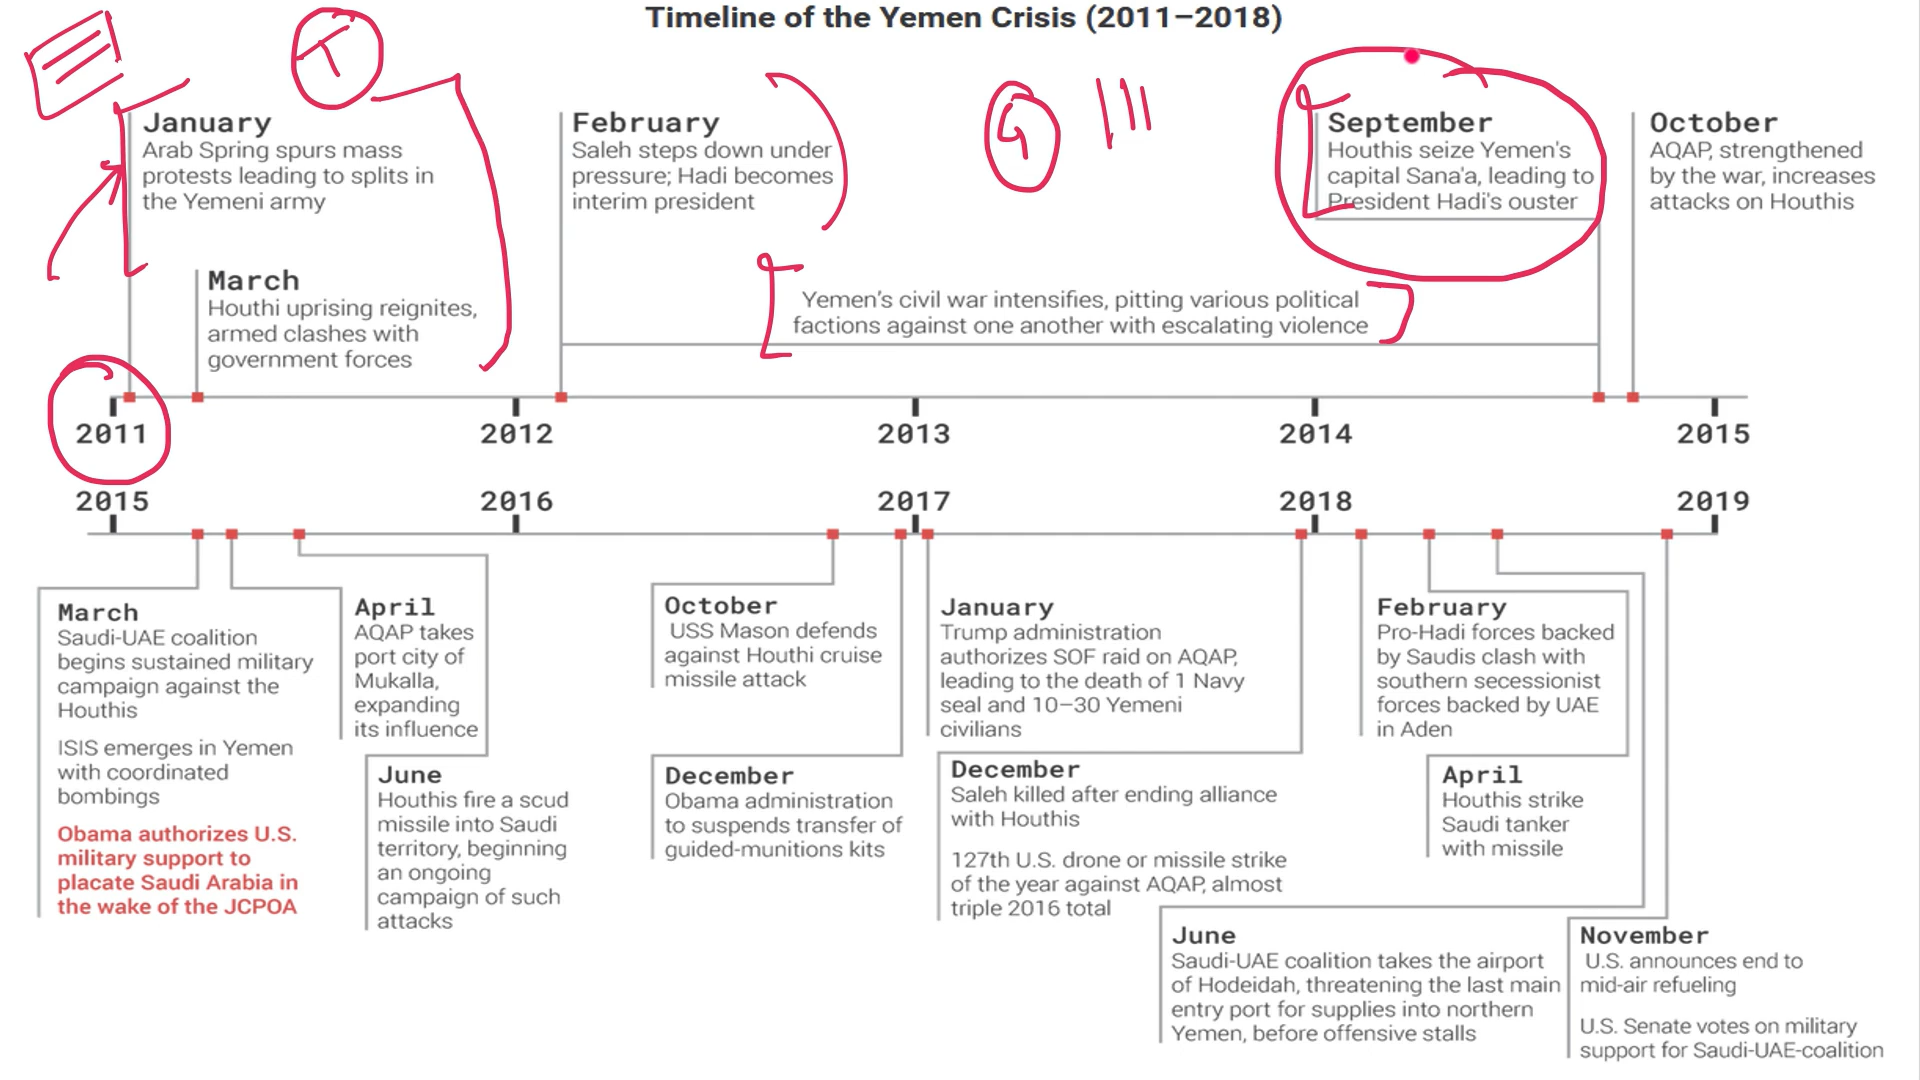 Timeline of the Yemen Crisis (2011–2018)
January
Arab Spring spurs mass
protests leading to splits in
the Yemeni army
March
Houthi uprising reignites,
armed clashes with
government forces
February
Saleh steps down under
pressure; Hadi becomes
interim president
Yemen's civil war intensifies, pitting various political
factions against one another with escalating violence
September
Houthis seize Yemen's
capital Sana'a, leading to
President Hadi's ouster
October
AQAP, strengthened
by the war, increases
attacks on Houthis
2011 2012 2013 2014 2015
2015 2016 2017 2018 2019
March
Saudi-UAE coalition
begins sustained military
campaign against the
Houthis
ISIS emerges in Yemen
with coordinated
bombings
Obama authorizes U.S.
military support to
placate Saudi Arabia in
the wake of the JCPOA
April
AQAP takes
port city of
Mukalla,
expanding
its influence
June
Houthis fire a scud
missile into Saudi
territory, beginning
an ongoing
campaign of such
attacks
October
USS Mason defends
against Houthi cruise
missile attack
December
Obama administration
to suspends transfer of
guided-munitions kits
January
Trump administration
authorizes SOF raid on AQAP,
leading to the death of 1 Navy
seal and 10–30 Yemeni
civilians
December
Saleh killed after ending alliance
with Houthis
127th U.S. drone or missile strike
of the year against AQAP, almost
triple 2016 total
February
Pro-Hadi forces backed
by Saudis clash with
southern secessionist
forces backed by UAE
in Aden
April
Houthis strike
Saudi tanker
with missile
June
Saudi-UAE coalition takes the airport
of Hodeidah, threatening the last main
entry port for supplies into northern
Yemen, before offensive stalls
November
U.S. announces end to
mid-air refueling
U.S. Senate votes on military
support for Saudi-UAE-coalition